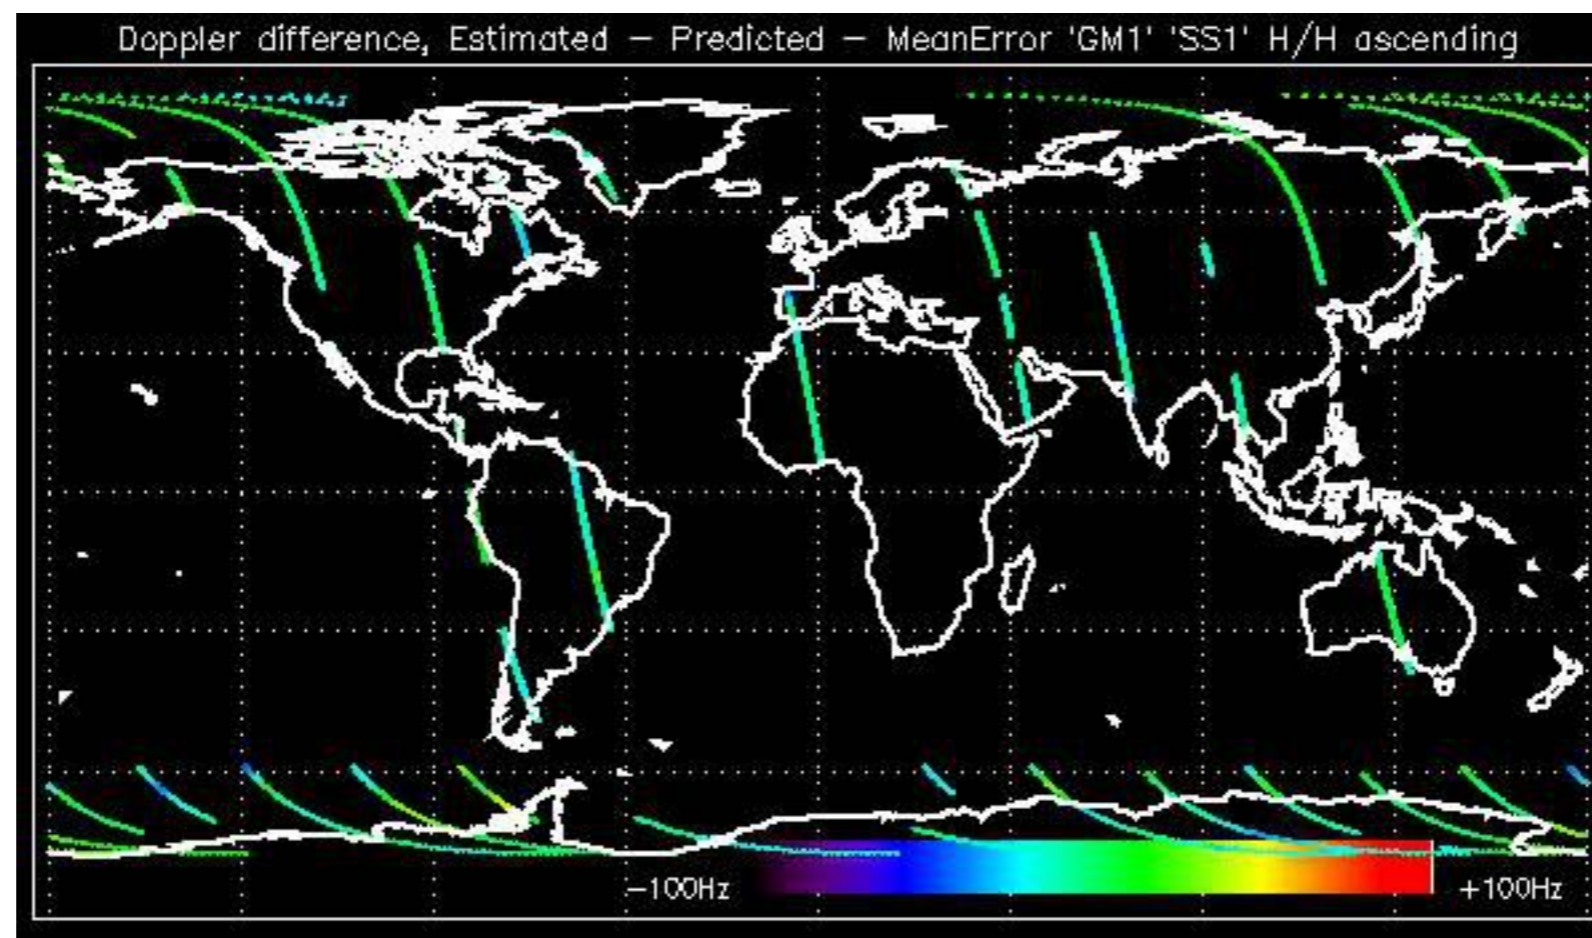 Doppler difference, Estimated – Predicted – MeanError 'GM1' 'SS1' H/H ascending
–100Hz
+100Hz